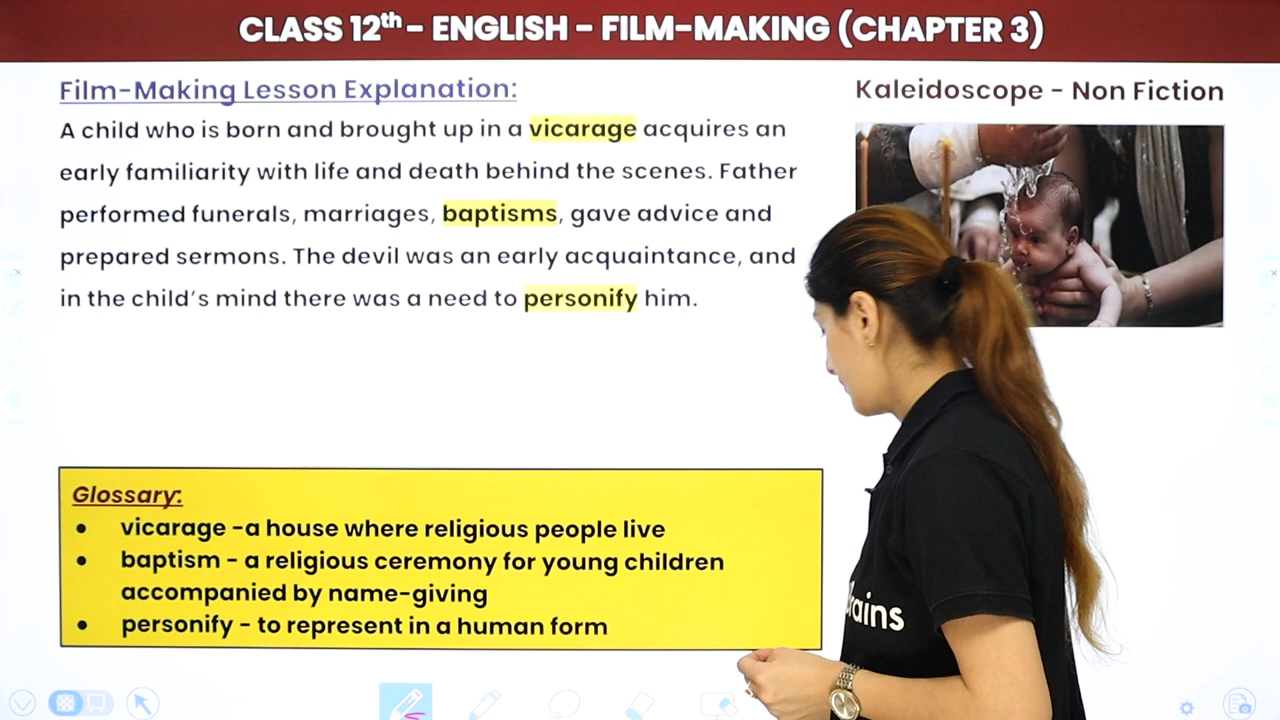 CLASS 12th - ENGLISH - FILM-MAKING (CHAPTER 3)
Film-Making Lesson Explanation:
Kaleidoscope - Non Fiction
A child who is born and brought up in a vicarage acquires an
early familiarity with life and death behind the scenes. Father
performed funerals, marriages, baptisms, gave advice and
prepared sermons. The devil was an early acquaintance, and
in the child's mind there was a need to personify him.
Glossary:
• vicarage -a house where religious people live
• baptism - a religious ceremony for young children
accompanied by name-giving
• personify - to represent in a human form